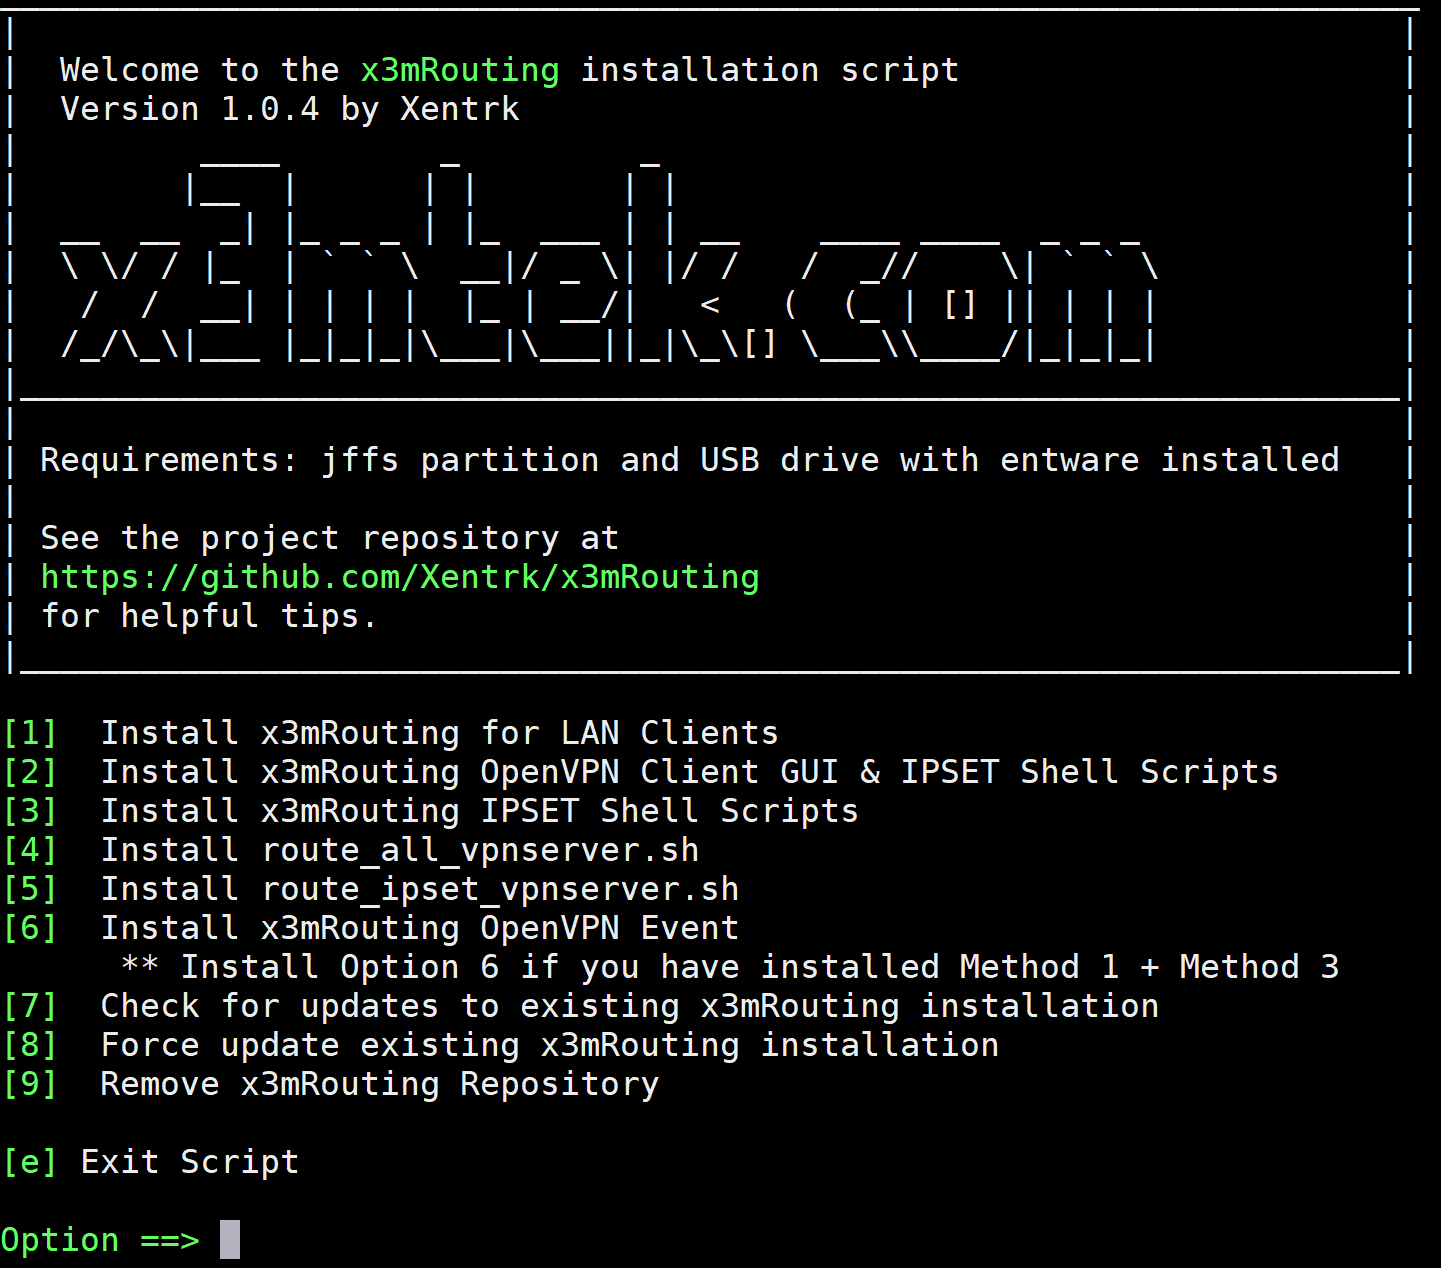 Welcome to the x3mRouting installation script
Version 1.0.4 by Xentrk
x3mtek.com
Requirements: jffs partition and USB drive with entware installed
See the project repository at
https://github.com/Xentrk/x3mRouting
for helpful tips.
[1]  Install x3mRouting for LAN Clients
[2]  Install x3mRouting OpenVPN Client GUI & IPSET Shell Scripts
[3]  Install x3mRouting IPSET Shell Scripts
[4]  Install route_all_vpnserver.sh
[5]  Install route_ipset_vpnserver.sh
[6]  Install x3mRouting OpenVPN Event
** Install Option 6 if you have installed Method 1 + Method 3
[7]  Check for updates to existing x3mRouting installation
[8]  Force update existing x3mRouting installation
[9]  Remove x3mRouting Repository
[e] Exit Script
Option ==>